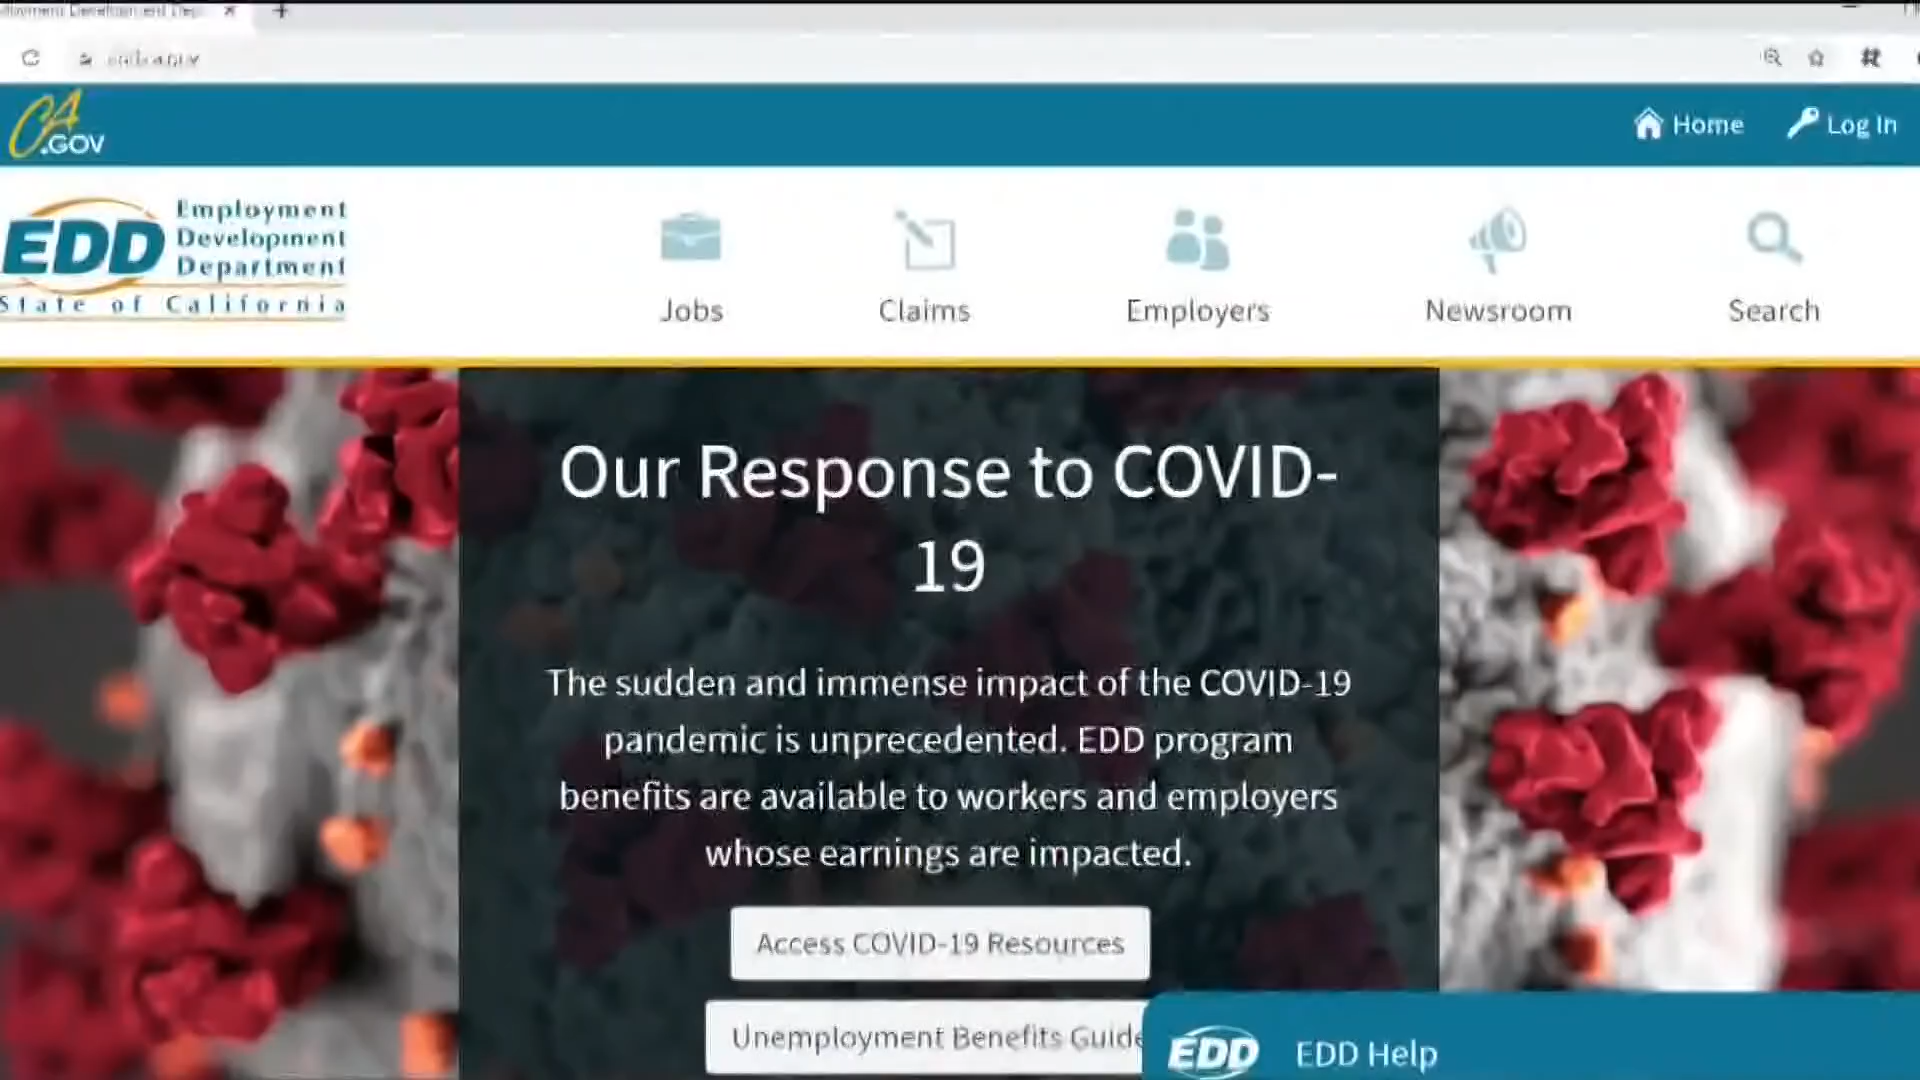 CA
.GOV
Home
Log In
EDD
Employment
Development
Department
State of California
Jobs
Claims
Employers
Newsroom
Search
Our Response to COVID-
19
The sudden and immense impact of the COVID-19
pandemic is unprecedented. EDD program
benefits are available to workers and employers
whose earnings are impacted.
Access COVID-19 Resources
Unemployment Benefits Guide
EDD
EDD Help